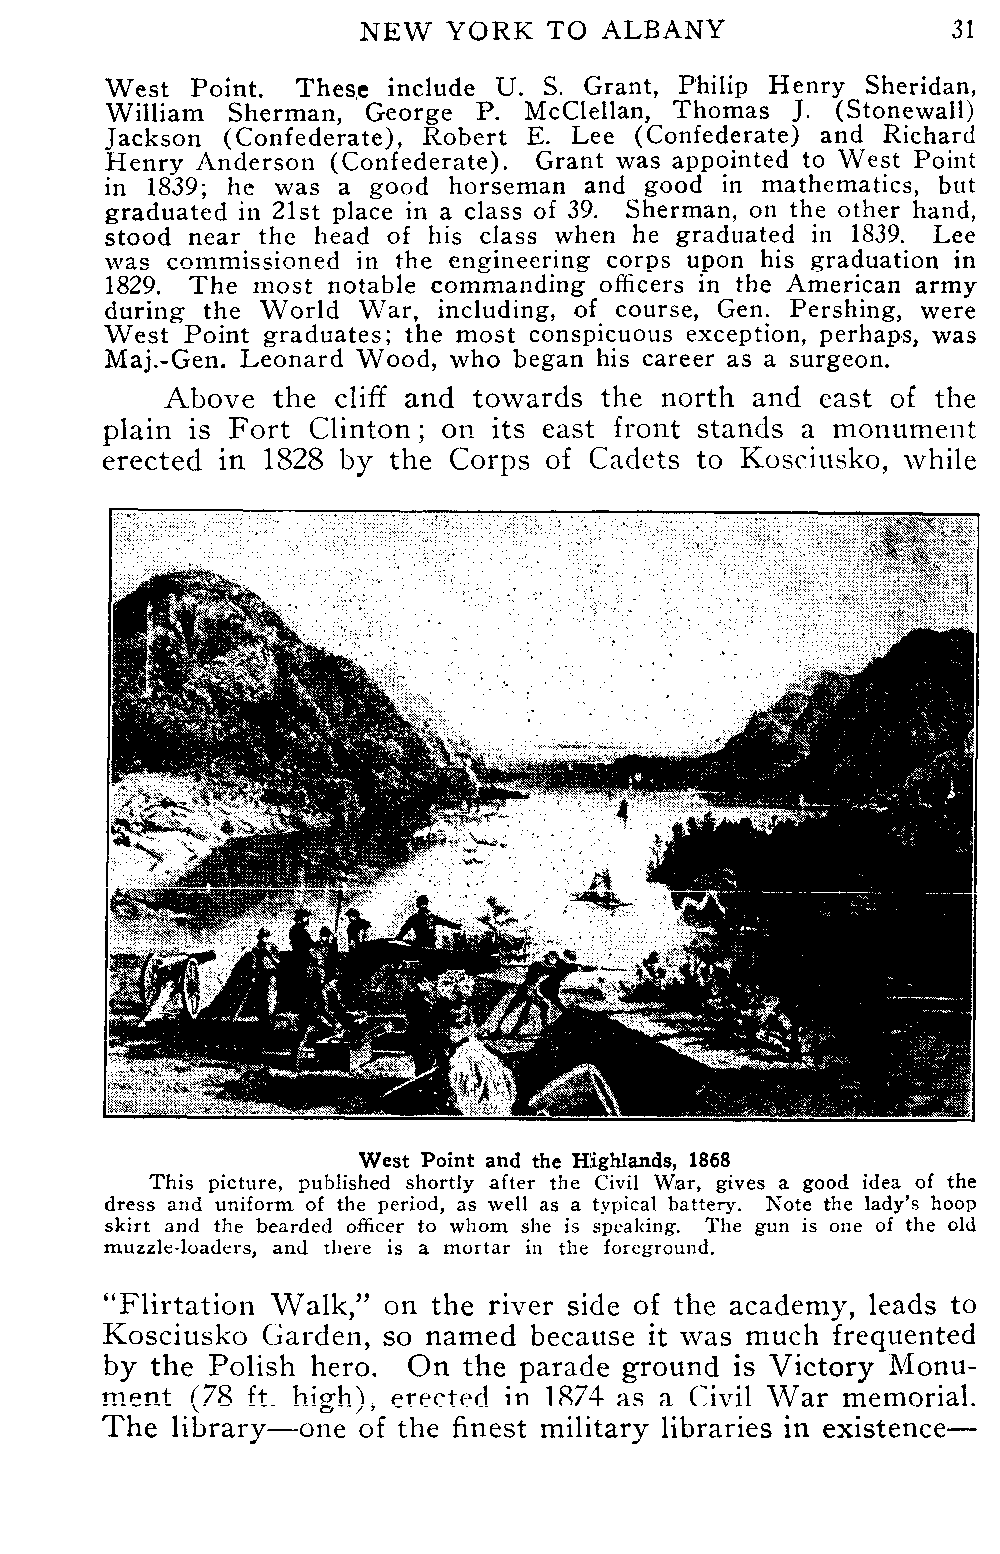 NEW YORK TO ALBANY 31
West Point. These include U. S. Grant, Philip Henry Sheridan,
William Sherman, George P. McClellan, Thomas J. (Stonewall)
Jackson (Confederate), Robert E. Lee (Confederate) and Richard
Henry Anderson (Confederate). Grant was appointed to West Point
in 1839; he was a good horseman and good in mathematics, but
graduated in 21st place in a class of 39. Sherman, on the other hand,
stood near the head of his class when he graduated in 1839. Lee
was commissioned in the engineering corps upon his graduation in
1829. The most notable commanding officers in the American army
during the World War, including, of course, Gen. Pershing, were
West Point graduates; the most conspicuous exception, perhaps, was
Maj.-Gen. Leonard Wood, who began his career as a surgeon.
Above the cliff and towards the north and east of the
plain is Fort Clinton; on its east front stands a monument
erected in 1828 by the Corps of Cadets to Kosciusko, while
West Point and the Highlands, 1868
This picture, published shortly after the Civil War, gives a good idea of the
dress and uniform of the period, as well as a typical battery. Note the lady's hoop
skirt and the bearded officer to whom she is speaking. The gun is one of the old
muzzle-loaders, and there is a mortar in the foreground.
"Flirtation Walk," on the river side of the academy, leads to
Kosciusko Garden, so named because it was much frequented
by the Polish hero. On the parade ground is Victory Monu-
ment (78 ft. high), erected in 1874 as a Civil War memorial.
The library—one of the finest military libraries in existence—